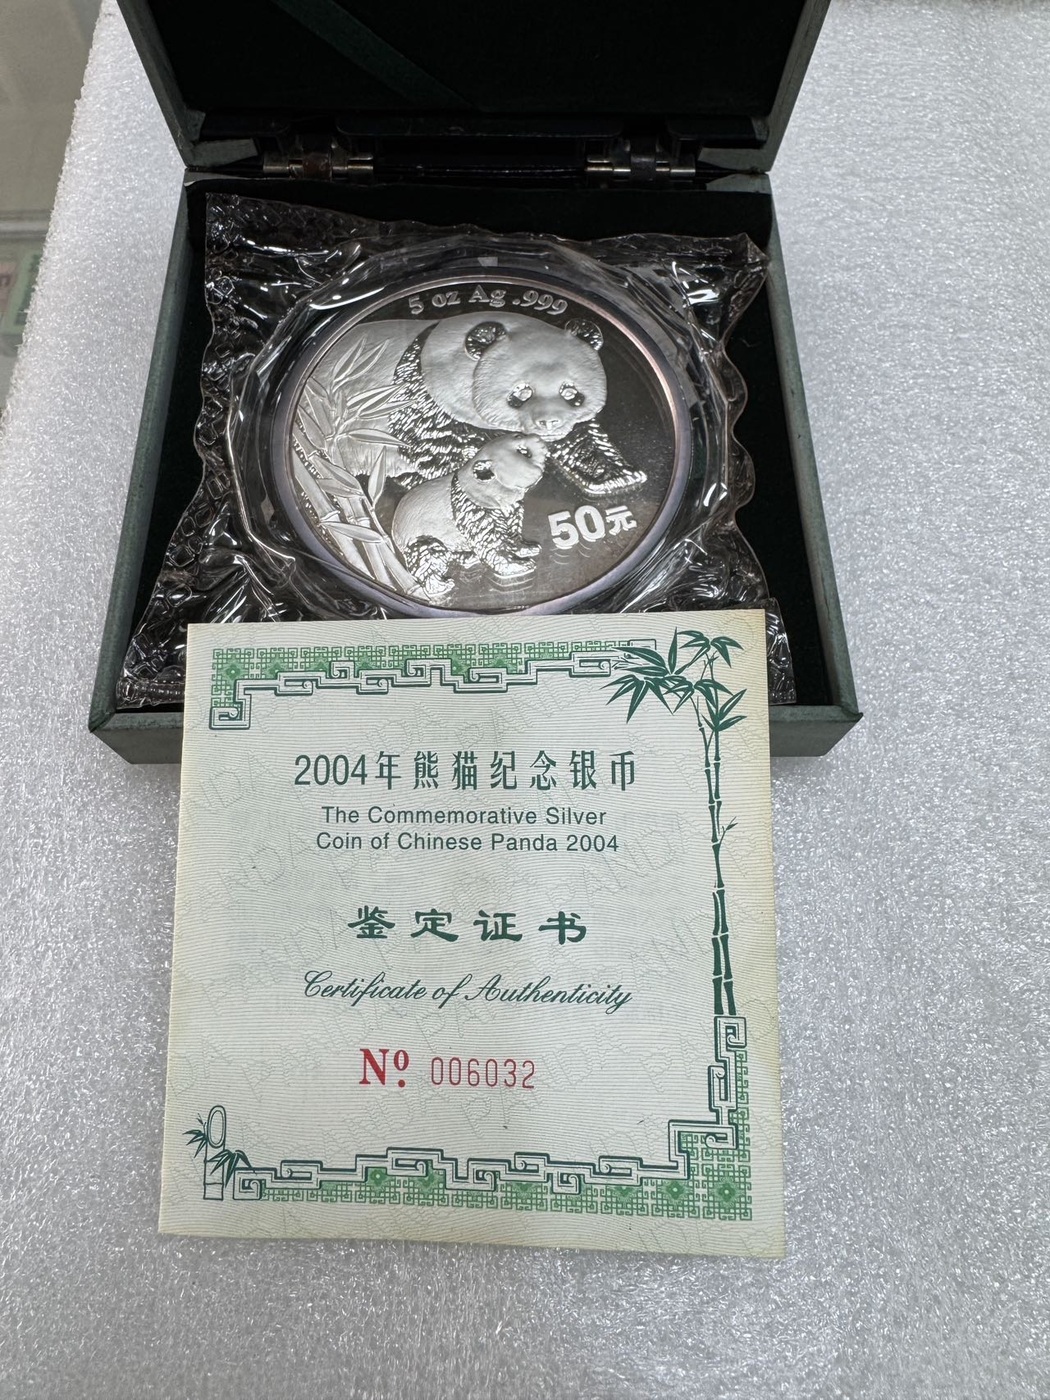 5 oz Ag .999
50元
2004年熊猫纪念银币
The Commemorative Silver
Coin of Chinese Panda 2004
鉴定证书
Certificate of Authenticity
Nº. 006032